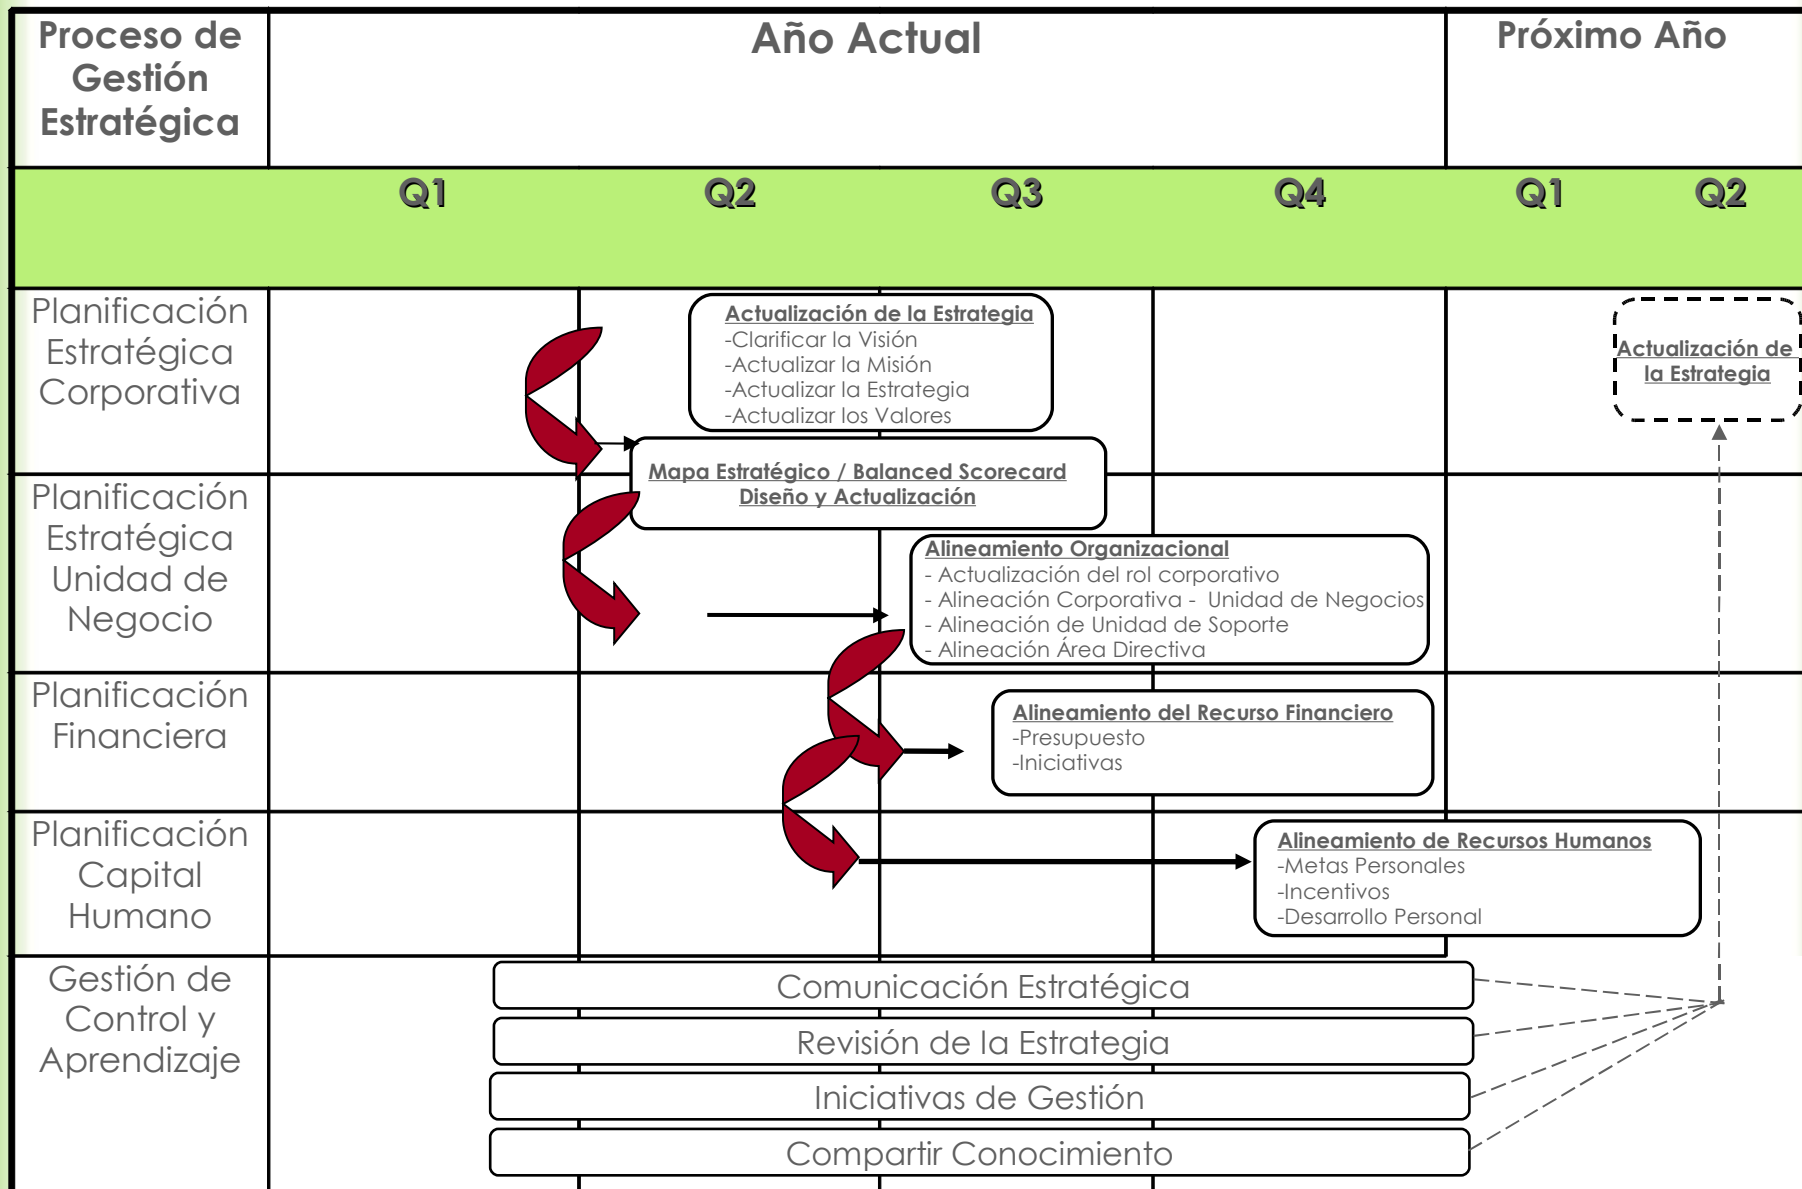 Proceso de
Gestión
Estratégica
Año Actual
Próximo Año
Q1
Q2
Q3
Q4
Q1
Q2
Planificación
Estratégica
Corporativa
Actualización de la Estrategia
-Clarificar la Visión
-Actualizar la Misión
-Actualizar la Estrategia
-Actualizar los Valores
Actualización de
la Estrategia
Mapa Estratégico / Balanced Scorecard
Diseño y Actualización
Planificación
Estratégica
Unidad de
Negocio
Alineamiento Organizacional
- Actualización del rol corporativo
- Alineación Corporativa - Unidad de Negocios
- Alineación de Unidad de Soporte
- Alineación Área Directiva
Planificación
Financiera
Alineamiento del Recurso Financiero
-Presupuesto
-Iniciativas
Planificación
Capital
Humano
Alineamiento de Recursos Humanos
-Metas Personales
-Incentivos
-Desarrollo Personal
Gestión de
Control y
Aprendizaje
Comunicación Estratégica
Revisión de la Estrategia
Iniciativas de Gestión
Compartir Conocimiento